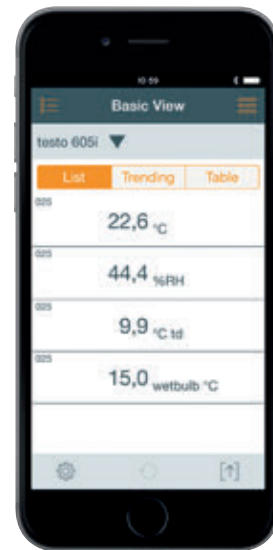 10:59
Basic View
testo 605i
List Trending Table
025
22,6 °C
025
44,4 %RH
025
9,9 °C td
025
15,0 wetbulb °C